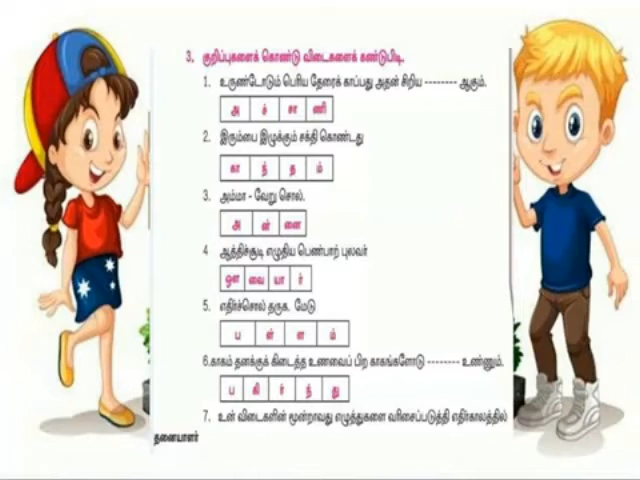 3. குறிப்புகளைக் கொண்டு விடைகளைக் கண்டுபிடி.
1. உருண்டோடும் பெரிய தேரைக் காப்பது அதன் சிறிய -------- ஆகும்.
அ ச் சா ணி
2. இரும்பை இழுக்கும் சக்தி கொண்டது
கா ந் த ம்
3. அம்மா - வேறு சொல்.
அ ன் னை
4 ஆத்திச்சூடி எழுதிய பெண்பாற் புலவர்
ஔ வை யா ர்
5. எதிர்ச்சொல் தருக. மேடு
ப ள் ள ம்
6.காகம் தனக்குக் கிடைத்த உணவைப் பிற காகங்களோடு -------- உண்ணும்.
ப கி ர் ந் து
7. உன் விடைகளின் மூன்றாவது எழுத்துகளை வரிசைப்படுத்தி எதிர்காலத்தில்
தனையாளர்